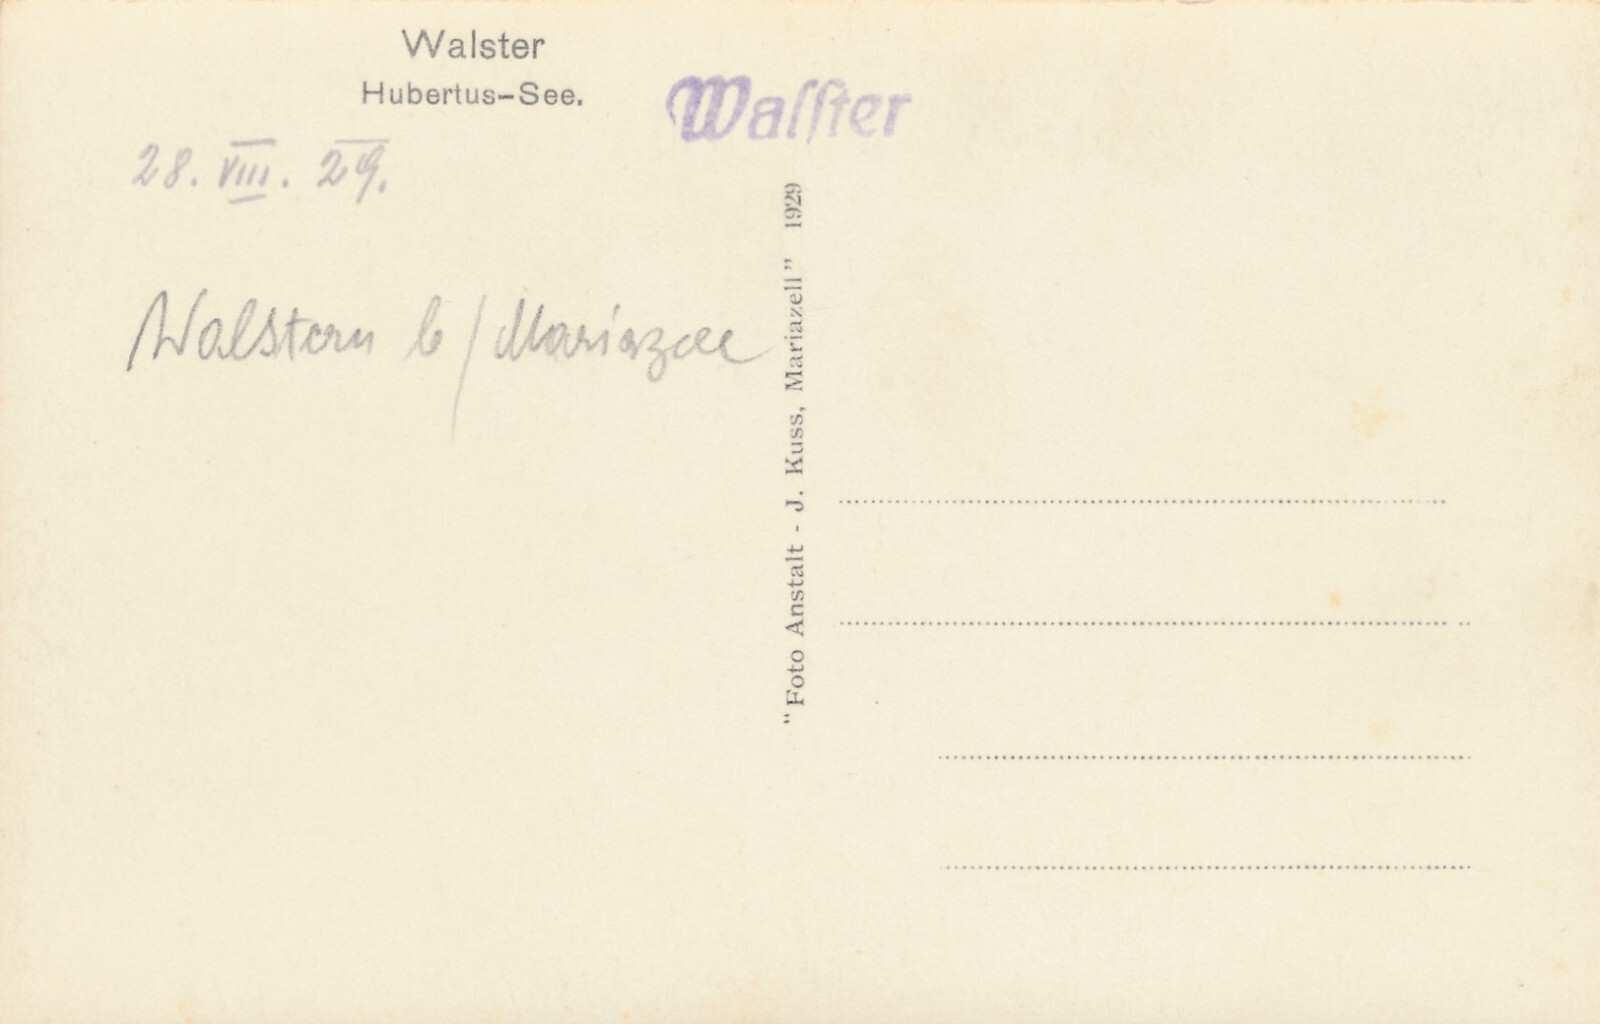 Walster
Hubertus-See.
Walſter
28. VIII. 29.
Walstern b/Mariazell
"Foto Anstalt - J. Kuss, Mariazell" 1929